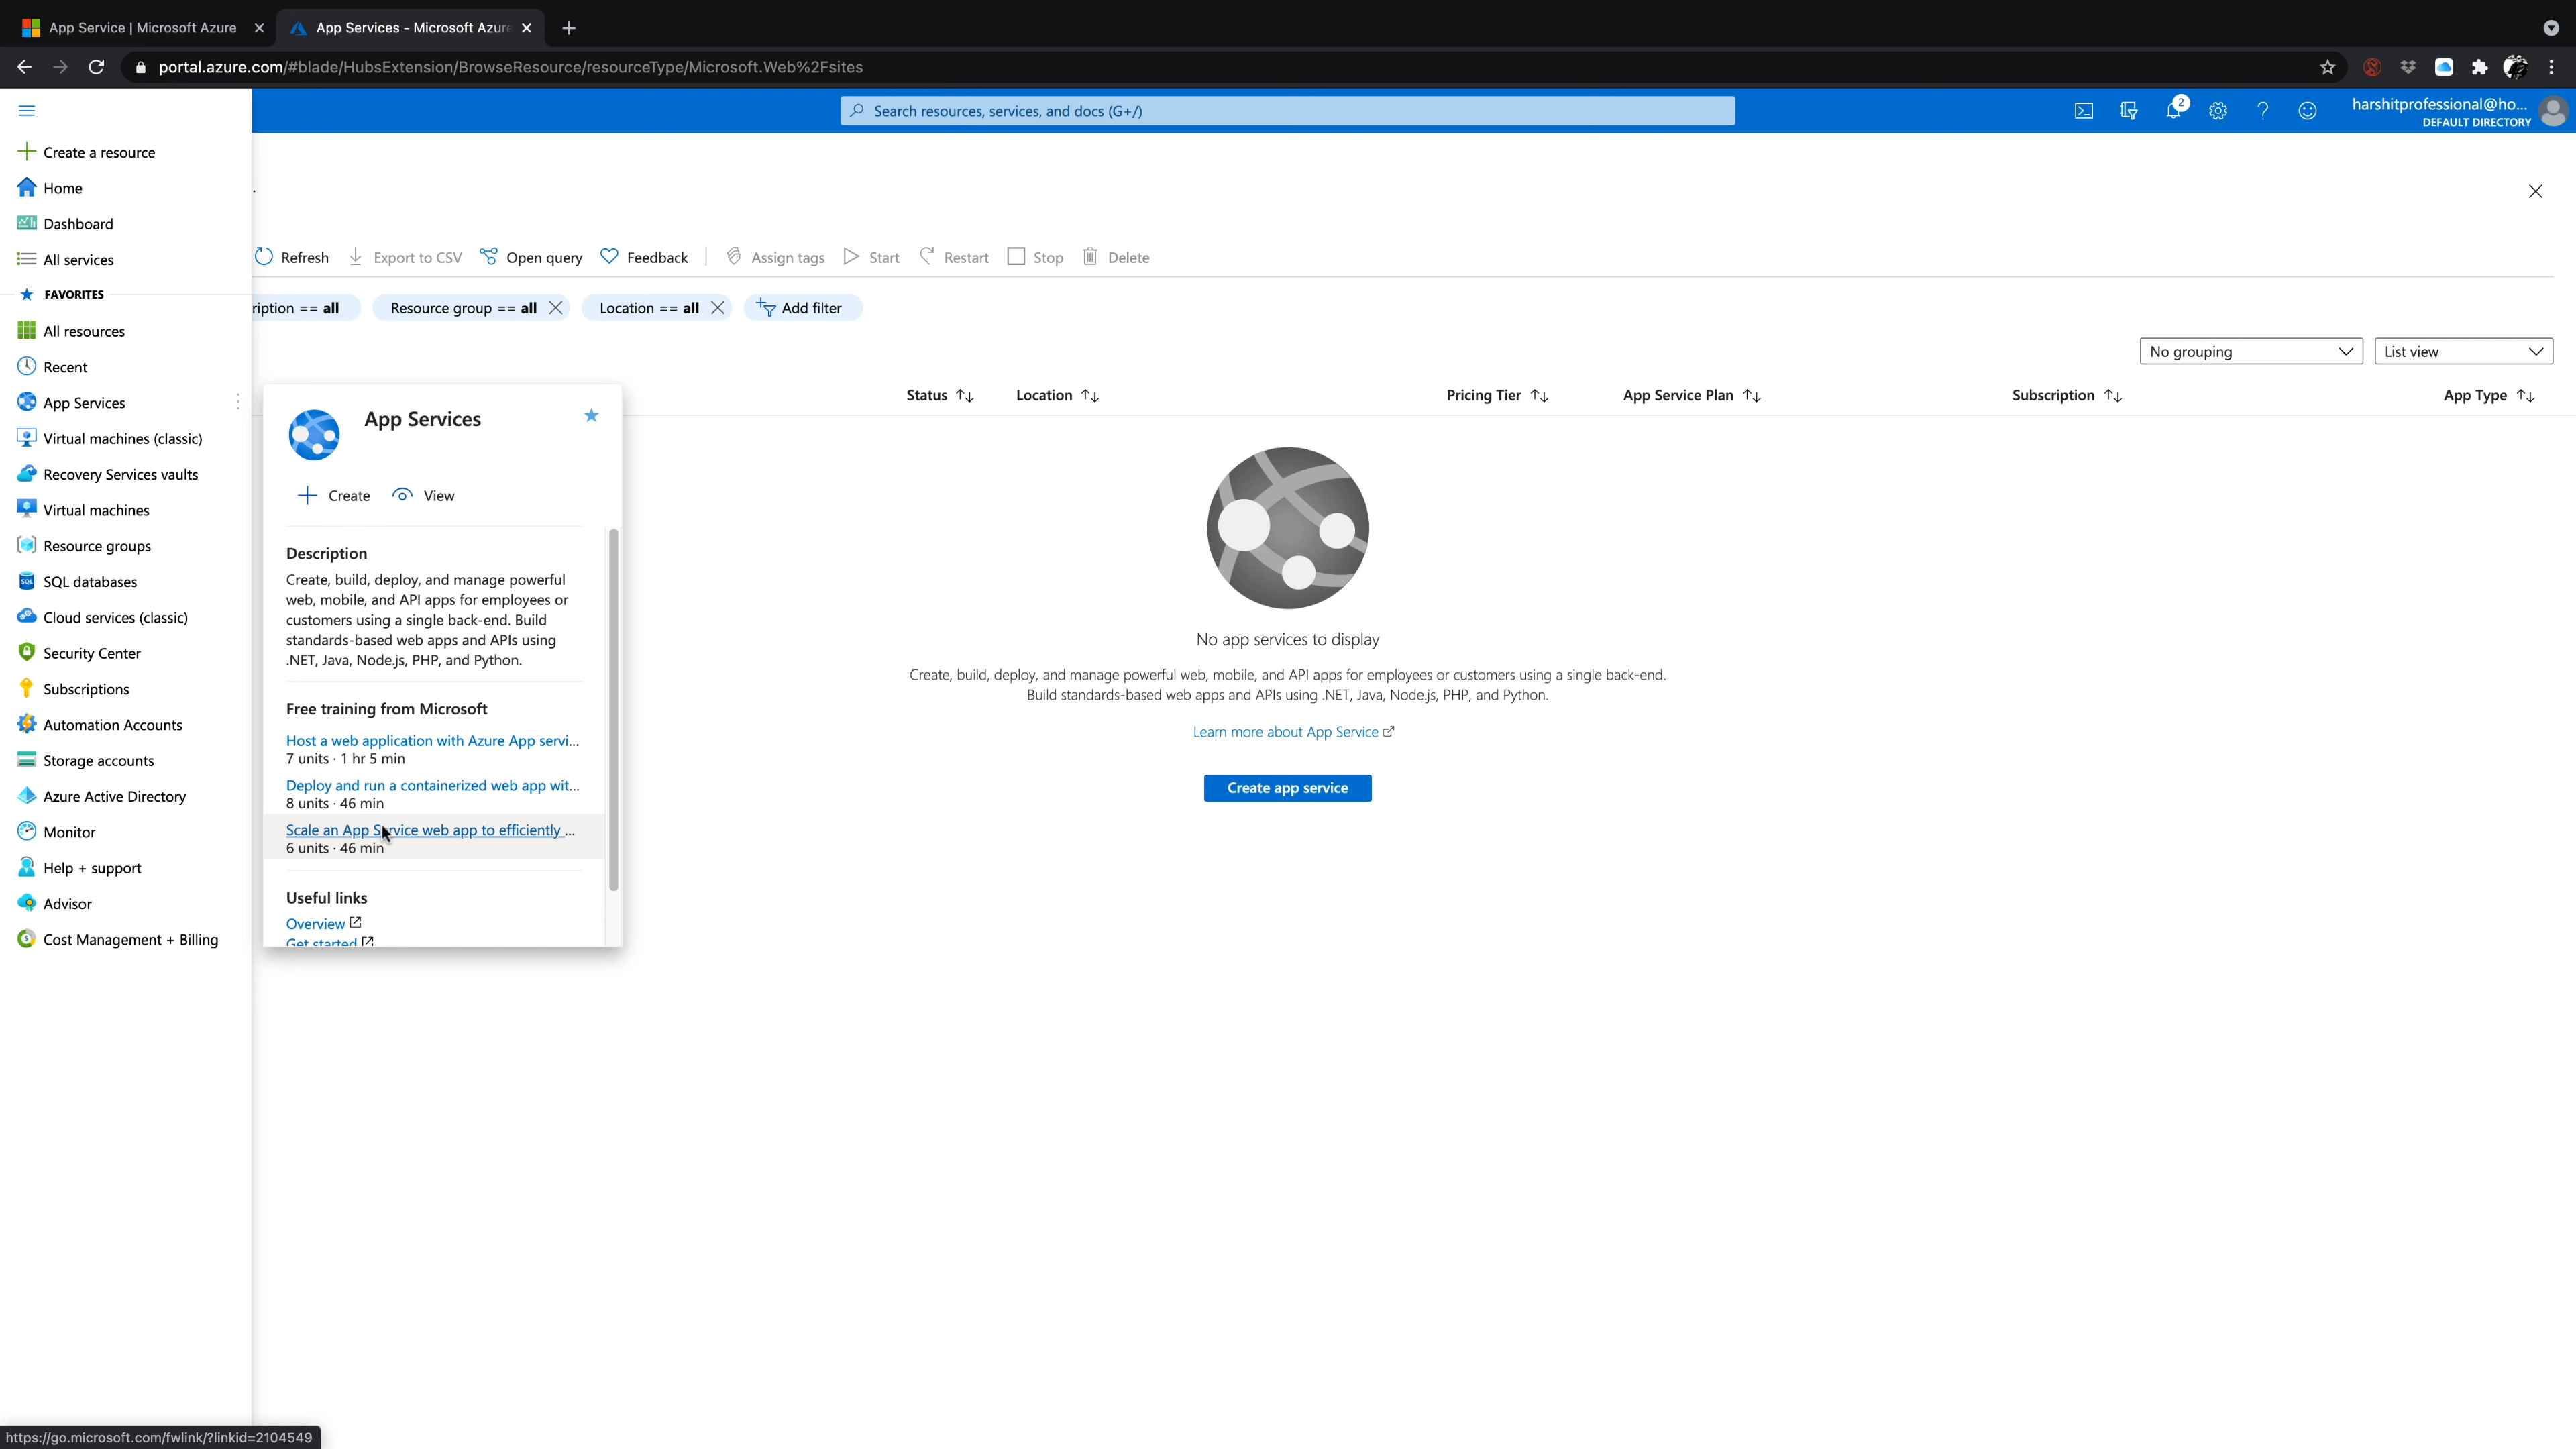 App Service | Microsoft Azure
App Services - Microsoft Azure
portal.azure.com/#blade/HubsExtension/BrowseResource/resourceType/Microsoft.Web%2Fsites
Search resources, services, and docs (G+/)
2
harshitprofessional@ho...
DEFAULT DIRECTORY
Create a resource
Home
Dashboard
All services
FAVORITES
All resources
Recent
App Services
Virtual machines (classic)
Recovery Services vaults
Virtual machines
Resource groups
SQL databases
Cloud services (classic)
Security Center
Subscriptions
Automation Accounts
Storage accounts
Azure Active Directory
Monitor
Help + support
Advisor
Cost Management + Billing
Refresh Export to CSV Open query Feedback Assign tags Start Restart Stop Delete
ription == all Resource group == all Location == all Add filter
No grouping List view
Status Location Pricing Tier App Service Plan Subscription App Type
App Services
Create View
Description
Create, build, deploy, and manage powerful
web, mobile, and API apps for employees or
customers using a single back-end. Build
standards-based web apps and APIs using
.NET, Java, Node.js, PHP, and Python.
Free training from Microsoft
Host a web application with Azure App servi...
7 units · 1 hr 5 min
Deploy and run a containerized web app wit...
8 units · 46 min
Scale an App Service web app to efficiently ...
6 units · 46 min
Useful links
Overview
Get started
No app services to display
Create, build, deploy, and manage powerful web, mobile, and API apps for employees or customers using a single back-end.
Build standards-based web apps and APIs using .NET, Java, Node.js, PHP, and Python.
Learn more about App Service
Create app service
https://go.microsoft.com/fwlink/?linkid=2104549